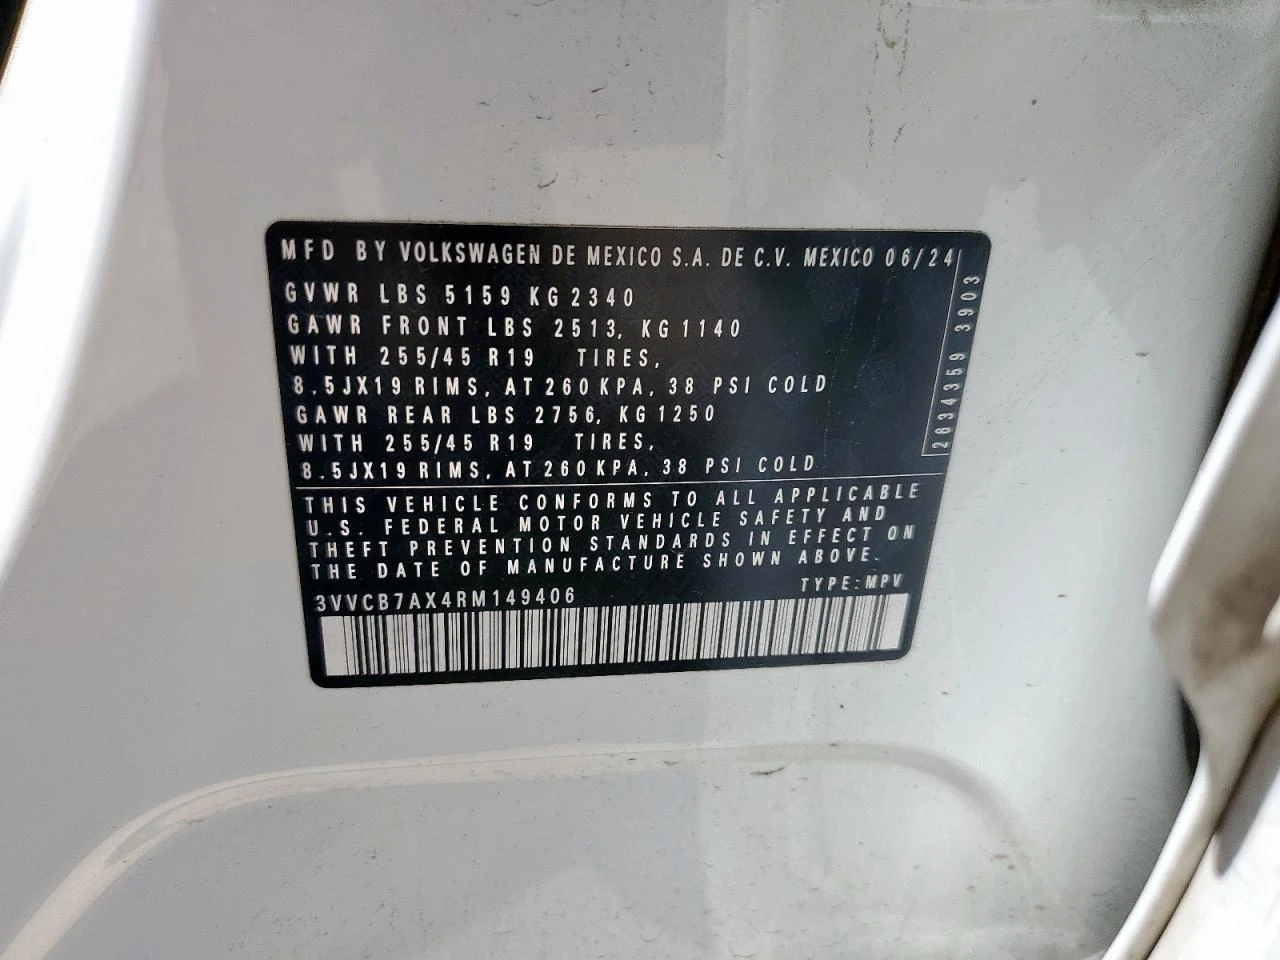 MFD BY VOLKSWAGEN DE MEXICO S.A. DE C.V. MEXICO 06/24
GVWR LBS 5159 KG 2340
GAWR FRONT LBS 2513, KG 1140
WITH 255/45 R19 TIRES,
8.5JX19 RIMS, AT 260 KPA, 38 PSI COLD
GAWR REAR LBS 2756, KG 1250
WITH 255/45 R19 TIRES,
8.5JX19 RIMS, AT 260 KPA, 38 PSI COLD
2634359 3903
THIS VEHICLE CONFORMS TO ALL APPLICABLE
U.S. FEDERAL MOTOR VEHICLE SAFETY AND
THEFT PREVENTION STANDARDS IN EFFECT ON
THE DATE OF MANUFACTURE SHOWN ABOVE.
3VVCB7AX4RM149406 TYPE: MPV